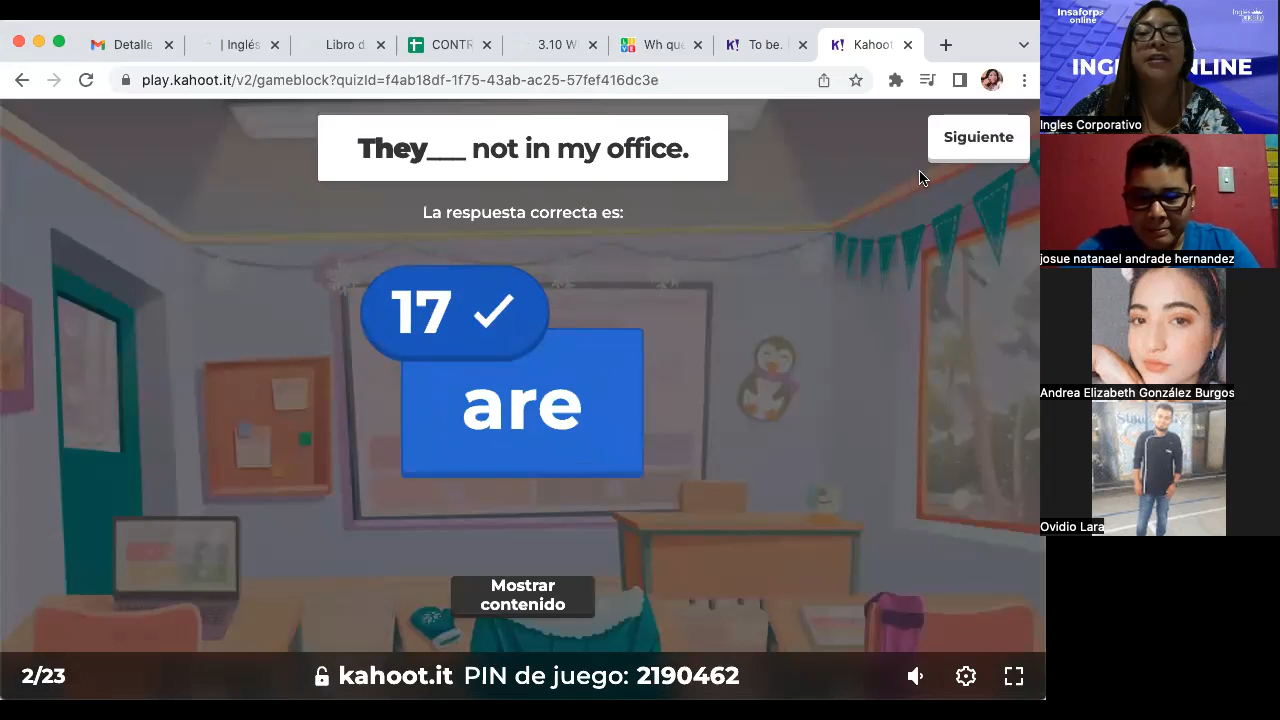 Detalle
| Inglés
Libro d
CONTR
3.10 W
Wh que
To be.
Kahoot
play.kahoot.it/v2/gameblock?quizId=f4ab18df-1f75-43ab-ac25-57fef416dc3e
They___ not in my office.
Siguiente
La respuesta correcta es:
17
are
Mostrar
contenido
2/23
kahoot.it PIN de juego: 2190462
Insaforp
online
Ingles Corporativo
josue natanael andrade hernandez
Andrea Elizabeth González Burgos
Ovidio Lara